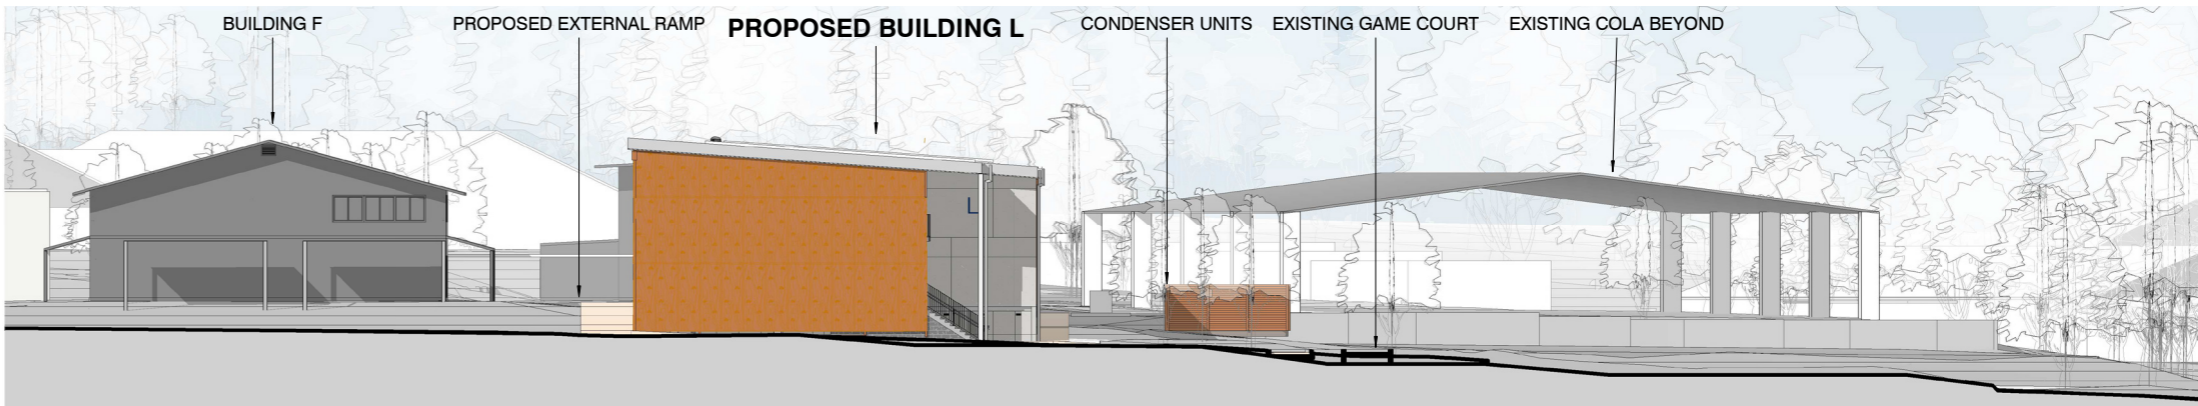 BUILDING F
PROPOSED EXTERNAL RAMP
PROPOSED BUILDING L
CONDENSER UNITS
EXISTING GAME COURT
EXISTING COLA BEYOND
L